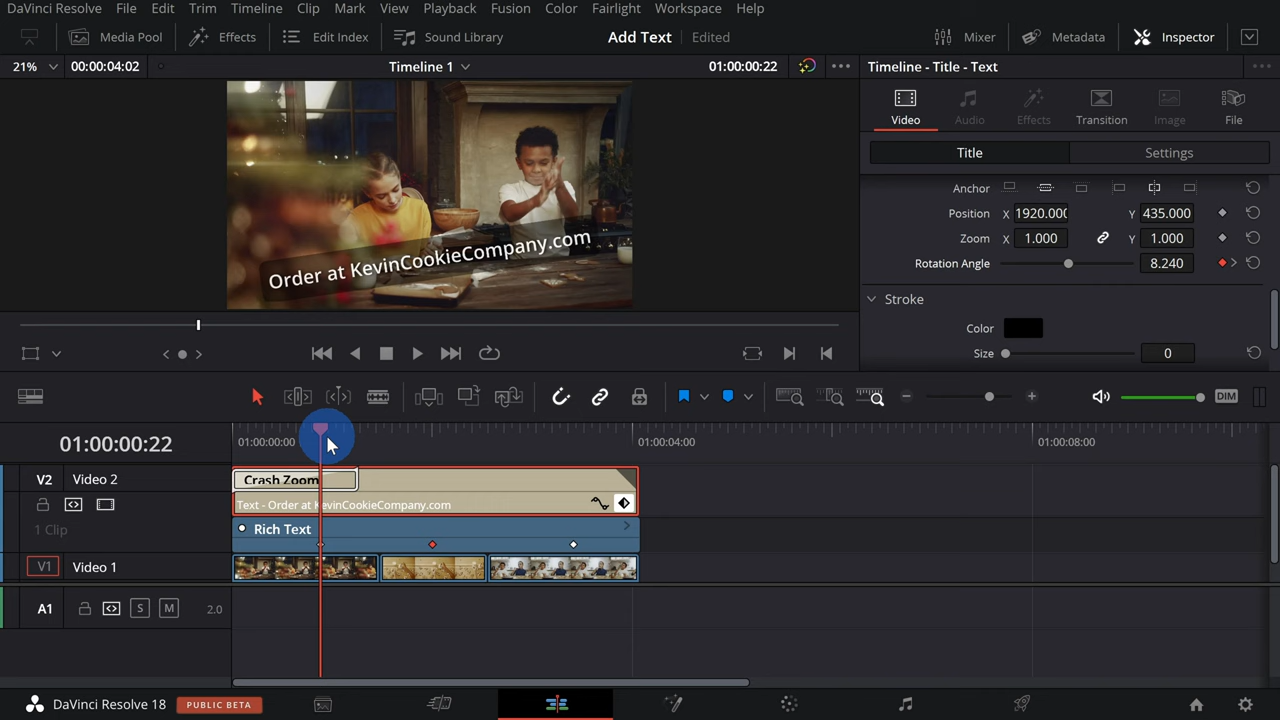 DaVinci Resolve File Edit Trim Timeline Clip Mark View Playback Fusion Color Fairlight Workspace Help
Media Pool Effects Edit Index Sound Library Add Text Edited Mixer Metadata Inspector
21% 00:00:04:02 Timeline 1 01:00:00:22 Timeline - Title - Text
Video Audio Effects Transition Image File
Title Settings
Anchor
Position X 1920.000 Y 435.000
Zoom X 1.000 Y 1.000
Rotation Angle 8.240
Stroke
Color
Size 0
Order at KevinCookieCompany.com
DIM
01:00:00:22 01:00:00:00 01:00:04:00 01:00:08:00
V2 Video 2 Crash Zoom
Text - Order at KevinCookieCompany.com
1 Clip Rich Text
V1 Video 1
A1 S M 2.0
DaVinci Resolve 18 PUBLIC BETA